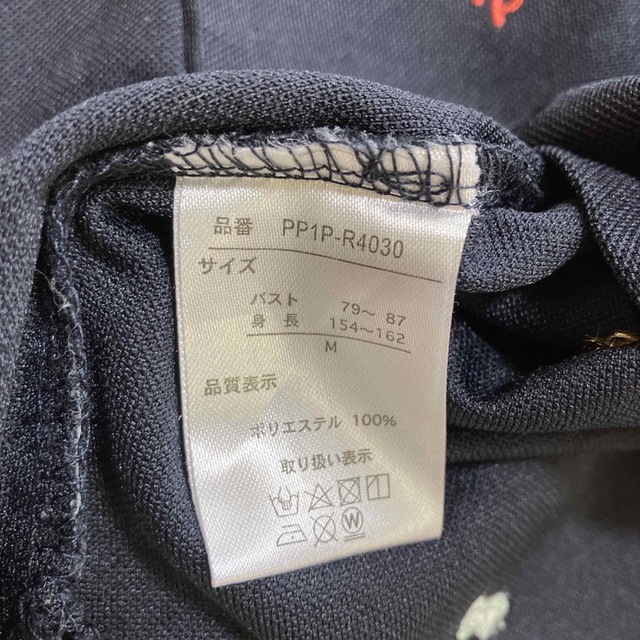 品番 PP1P-R4030
サイズ
バスト 79〜 87
身長 154〜162
M
品質表示
ポリエステル 100%
取り扱い表示
W